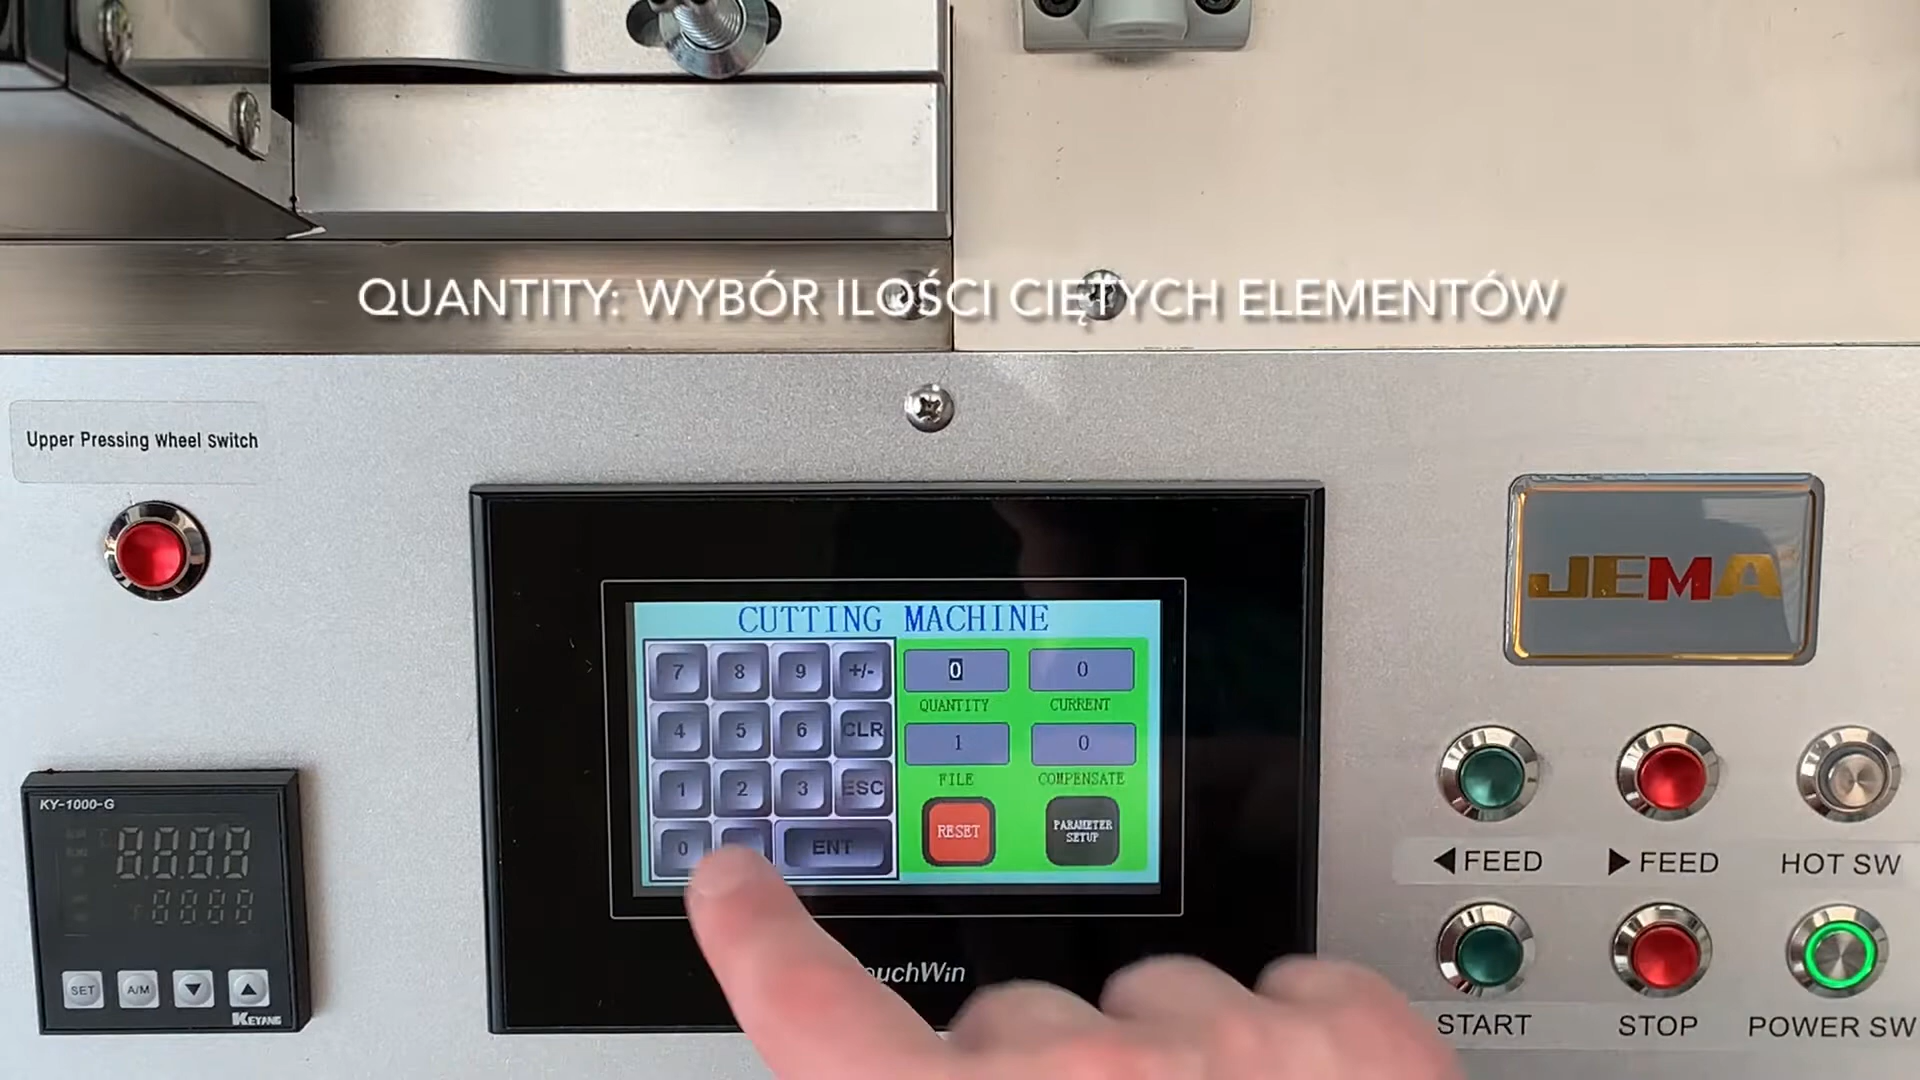 QUANTITY: WYBÓR ILOŚCI CIĘTYCH ELEMENTÓW
Upper Pressing Wheel Switch
JEMA
CUTTING MACHINE
7 8 9 +/-
4 5 6 CLR
1 2 3 ESC
0 ENT
0 0
QUANTITY CURRENT
1 0
FILE COMPENSATE
RESET PARAMETER SETUP
KY-1000-G
SET A/M
KEYANG
ouchWin
◀ FEED ▶ FEED HOT SW
START STOP POWER SW